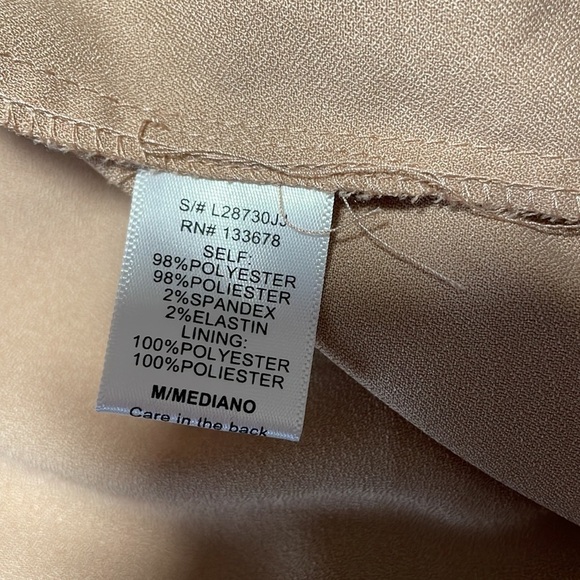 S/# L28730JJ
RN# 133678
SELF:
98%POLYESTER
98%POLIESTER
2%SPANDEX
2%ELASTIN
LINING:
100%POLYESTER
100%POLIESTER
M/MEDIANO
Care in the back